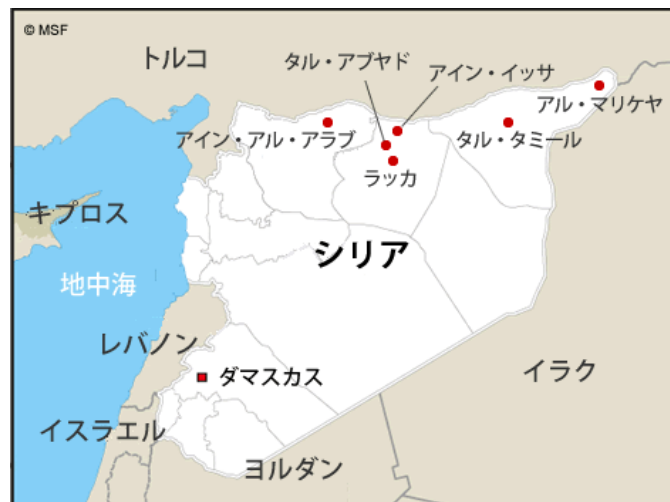 © MSF
トルコ
タル・アブヤド
アイン・イッサ
アル・マリケヤ
アイン・アル・アラブ
タル・タミール
ラッカ
キプロス
シリア
地中海
レバノン
イラク
ダマスカス
イスラエル
ヨルダン